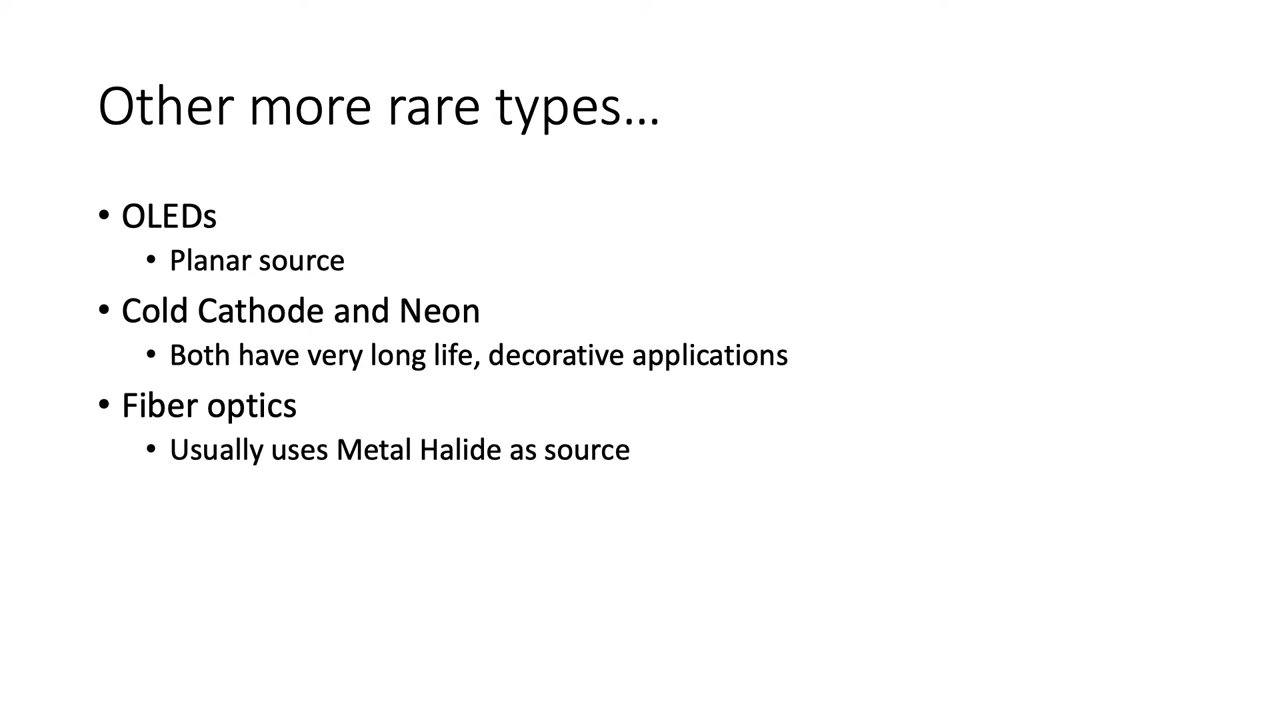 Other more rare types…
• OLEDs
• Planar source
• Cold Cathode and Neon
• Both have very long life, decorative applications
• Fiber optics
• Usually uses Metal Halide as source